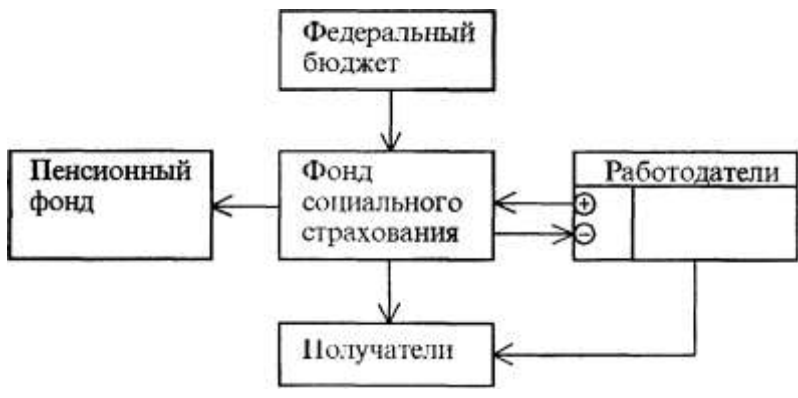 Федеральный
бюджет
Пенсионный
фонд
Фонд
социального
страхования
Работодатели
+
−
Получатели